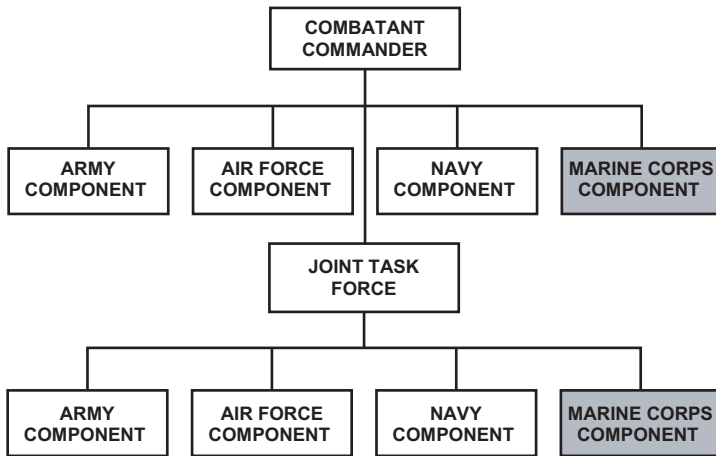 COMBATANT
COMMANDER
ARMY
COMPONENT
AIR FORCE
COMPONENT
NAVY
COMPONENT
MARINE CORPS
COMPONENT
JOINT TASK
FORCE
ARMY
COMPONENT
AIR FORCE
COMPONENT
NAVY
COMPONENT
MARINE CORPS
COMPONENT